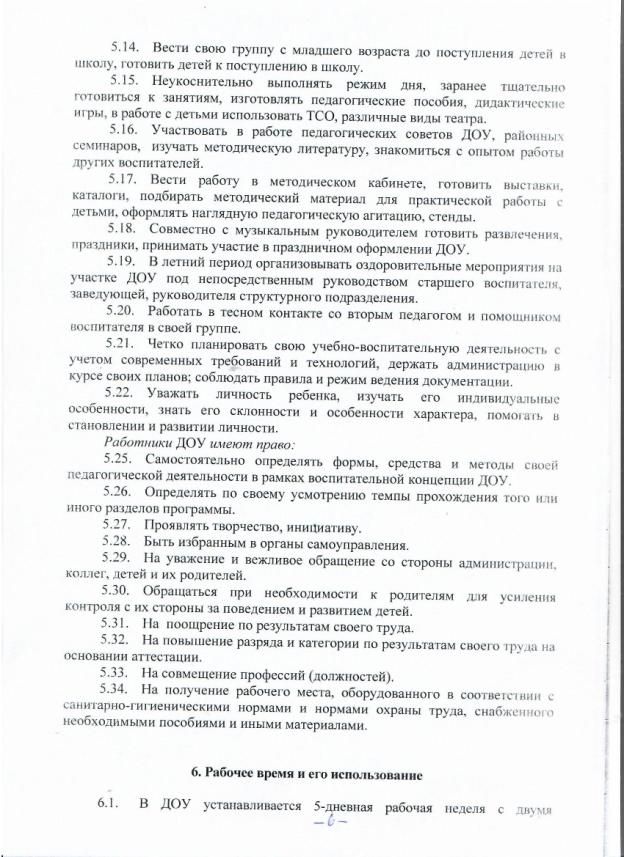 5.14. Вести свою группу с младшего возраста до поступления детей в
школу, готовить детей к поступлению в школу.
5.15. Неукоснительно выполнять режим дня, заранее тщательно
готовиться к занятиям, изготовлять педагогические пособия, дидактические
игры, в работе с детьми использовать ТСО, различные виды театра.
5.16. Участвовать в работе педагогических советов ДОУ, районных
семинаров, изучать методическую литературу, знакомиться с опытом работы
других воспитателей.
5.17. Вести работу в методическом кабинете, готовить выставки,
каталоги, подбирать методический материал для практической работы с
детьми, оформлять наглядную педагогическую агитацию, стенды.
5.18. Совместно с музыкальным руководителем готовить развлечения,
праздники, принимать участие в праздничном оформлении ДОУ.
5.19. В летний период организовывать оздоровительные мероприятия на
участке ДОУ под непосредственным руководством старшего воспитателя,
заведующей, руководителя структурного подразделения.
5.20. Работать в тесном контакте со вторым педагогом и помощником
воспитателя в своей группе.
5.21. Четко планировать свою учебно-воспитательную деятельность с
учетом современных требований и технологий, держать администрацию в
курсе своих планов; соблюдать правила и режим ведения документации.
5.22. Уважать личность ребенка, изучать его индивидуальные
особенности, знать его склонности и особенности характера, помогать в
становлении и развитии личности.
Работники ДОУ имеют право:
5.25. Самостоятельно определять формы, средства и методы своей
педагогической деятельности в рамках воспитательной концепции ДОУ.
5.26. Определять по своему усмотрению темпы прохождения того или
иного разделов программы.
5.27. Проявлять творчество, инициативу.
5.28. Быть избранным в органы самоуправления.
5.29. На уважение и вежливое обращение со стороны администрации,
коллег, детей и их родителей.
5.30. Обращаться при необходимости к родителям для усиления
контроля с их стороны за поведением и развитием детей.
5.31. На поощрение по результатам своего труда.
5.32. На повышение разряда и категории по результатам своего труда на
основании аттестации.
5.33. На совмещение профессий (должностей).
5.34. На получение рабочего места, оборудованного в соответствии с
санитарно-гигиеническими нормами и нормами охраны труда, снабженного
необходимыми пособиями и иными материалами.
6. Рабочее время и его использование
6.1. В ДОУ устанавливается 5-дневная рабочая неделя с двумя
– 6 –